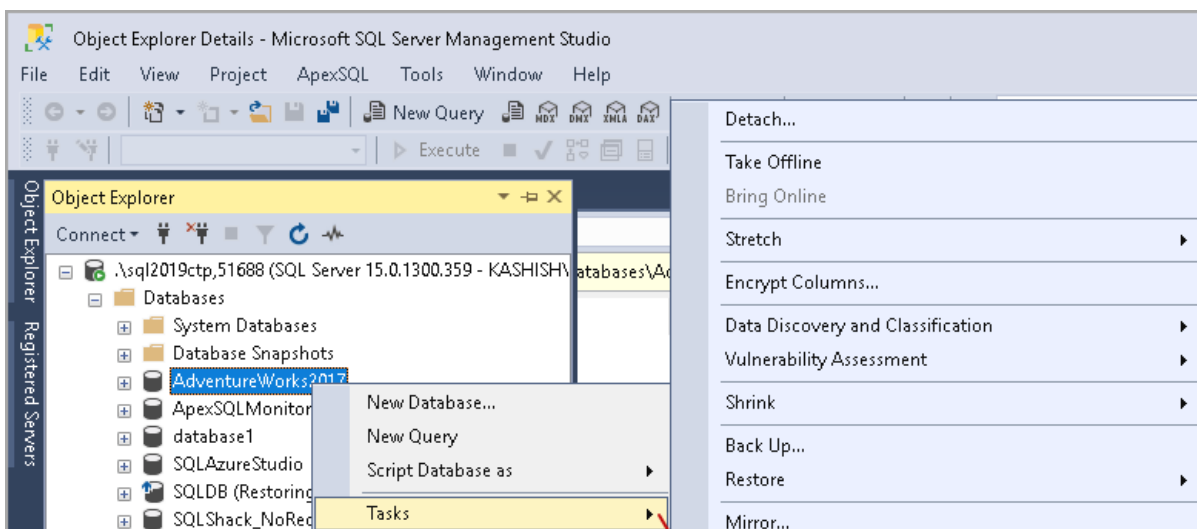 Object Explorer Details - Microsoft SQL Server Management Studio
File Edit View Project ApexSQL Tools Window Help
New Query MDX DMX XMLA DAX
Execute
Object Explorer
Registered Servers
Object Explorer
Connect
.\sql2019ctp,51688 (SQL Server 15.0.1300.359 - KASHISH\
Databases
System Databases
Database Snapshots
AdventureWorks2017
ApexSQLMonitor
database1
SQLAzureStudio
SQLDB (Restoring
SQLShack_NoRec
atabases\Ad
New Database...
New Query
Script Database as
Tasks
Detach...
Take Offline
Bring Online
Stretch
Encrypt Columns...
Data Discovery and Classification
Vulnerability Assessment
Shrink
Back Up...
Restore
Mirror...